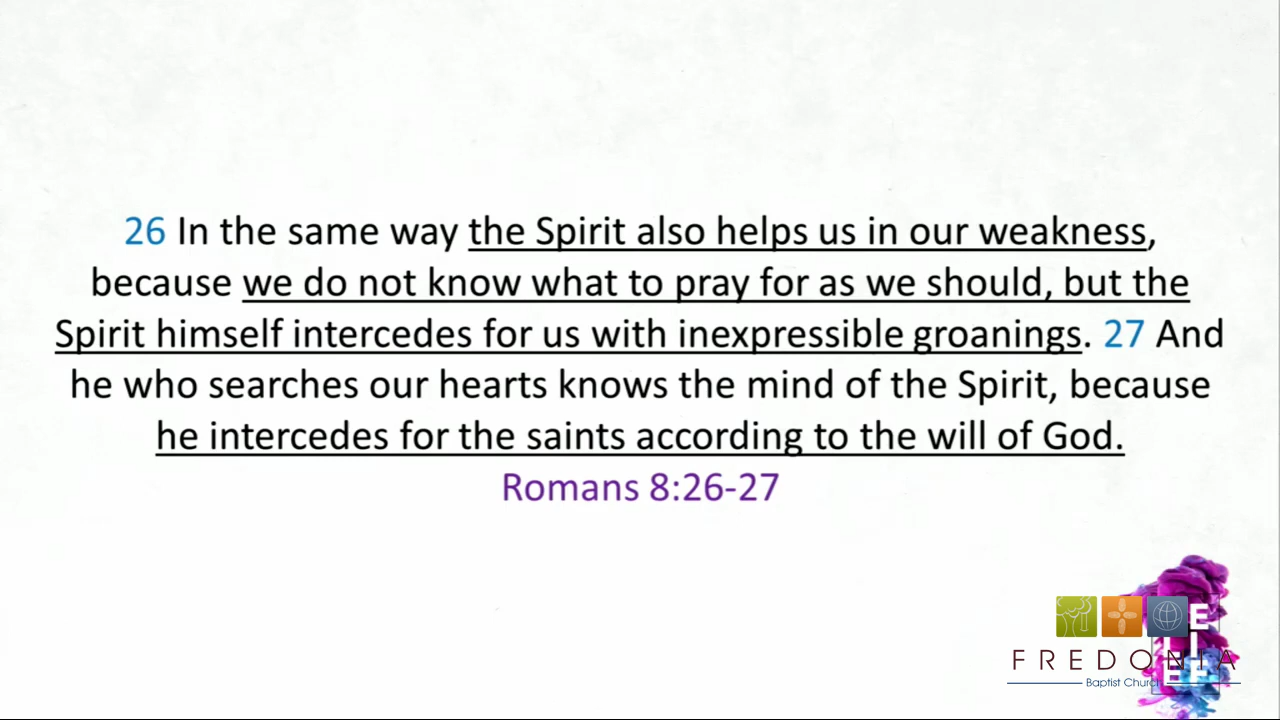 26 In the same way the Spirit also helps us in our weakness,
because we do not know what to pray for as we should, but the
Spirit himself intercedes for us with inexpressible groanings. 27 And
he who searches our hearts knows the mind of the Spirit, because
he intercedes for the saints according to the will of God.
Romans 8:26-27
FREDONIA
Baptist Church